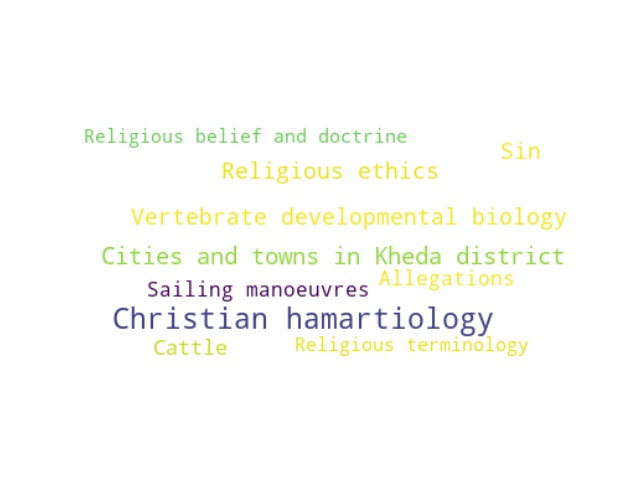 Religious belief and doctrine
Sin
Religious ethics
Vertebrate developmental biology
Cities and towns in Kheda district
Allegations
Sailing manoeuvres
Christian hamartiology
Cattle
Religious terminology